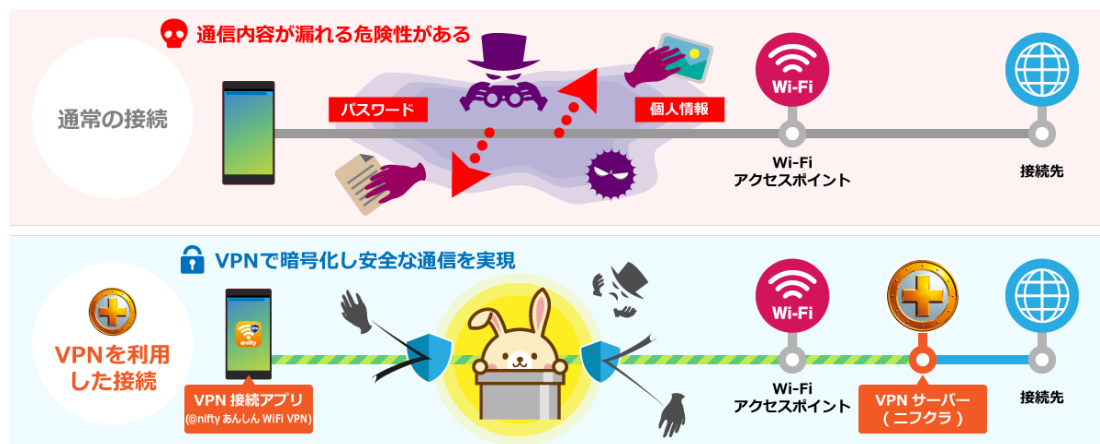 通信内容が漏れる危険性がある
通常の接続
パスワード
個人情報
Wi-Fi
Wi-Fi
アクセスポイント
接続先
VPNで暗号化し安全な通信を実現
VPNを利用
した接続
@nifty
VPN 接続アプリ
(@nifty あんしん WiFi VPN)
Wi-Fi
Wi-Fi
アクセスポイント
VPN サーバー
( ニフクラ )
接続先